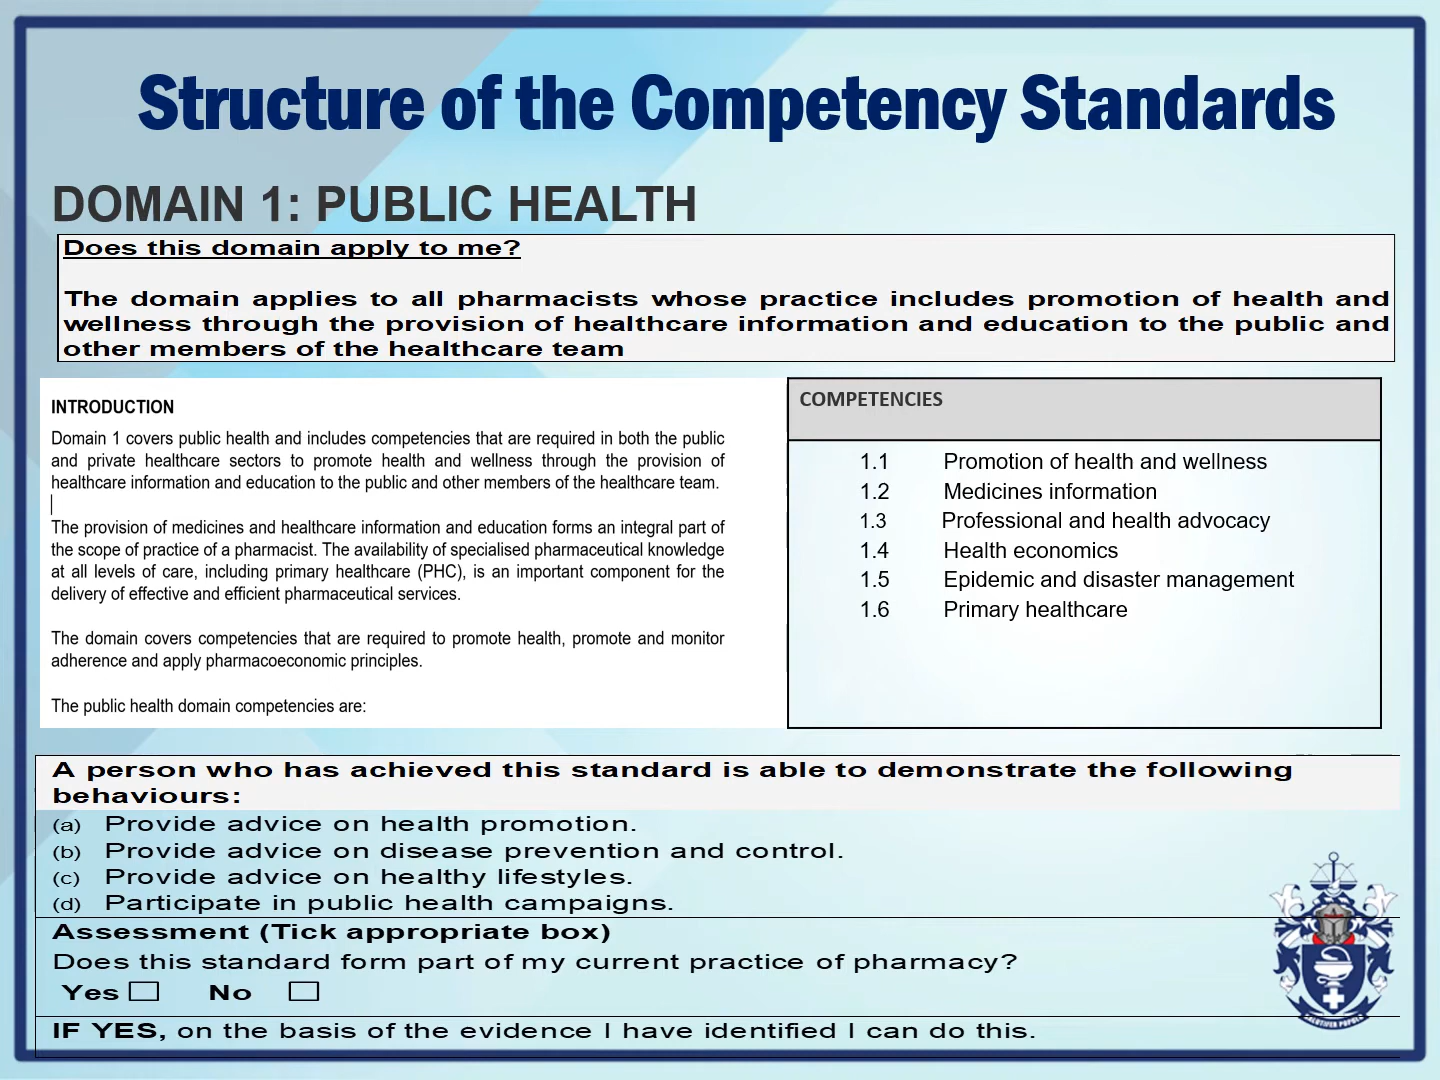 Structure of the Competency Standards
DOMAIN 1: PUBLIC HEALTH
Does this domain apply to me?
The domain applies to all pharmacists whose practice includes promotion of health and
wellness through the provision of healthcare information and education to the public and
other members of the healthcare team
INTRODUCTION
Domain 1 covers public health and includes competencies that are required in both the public
and private healthcare sectors to promote health and wellness through the provision of
healthcare information and education to the public and other members of the healthcare team.
The provision of medicines and healthcare information and education forms an integral part of
the scope of practice of a pharmacist. The availability of specialised pharmaceutical knowledge
at all levels of care, including primary healthcare (PHC), is an important component for the
delivery of effective and efficient pharmaceutical services.
The domain covers competencies that are required to promote health, promote and monitor
adherence and apply pharmacoeconomic principles.
The public health domain competencies are:
COMPETENCIES
1.1 Promotion of health and wellness
1.2 Medicines information
1.3 Professional and health advocacy
1.4 Health economics
1.5 Epidemic and disaster management
1.6 Primary healthcare
A person who has achieved this standard is able to demonstrate the following
behaviours:
(a) Provide advice on health promotion.
(b) Provide advice on disease prevention and control.
(c) Provide advice on healthy lifestyles.
(d) Participate in public health campaigns.
Assessment (Tick appropriate box)
Does this standard form part of my current practice of pharmacy?
Yes ☐ No ☐
IF YES, on the basis of the evidence I have identified I can do this.